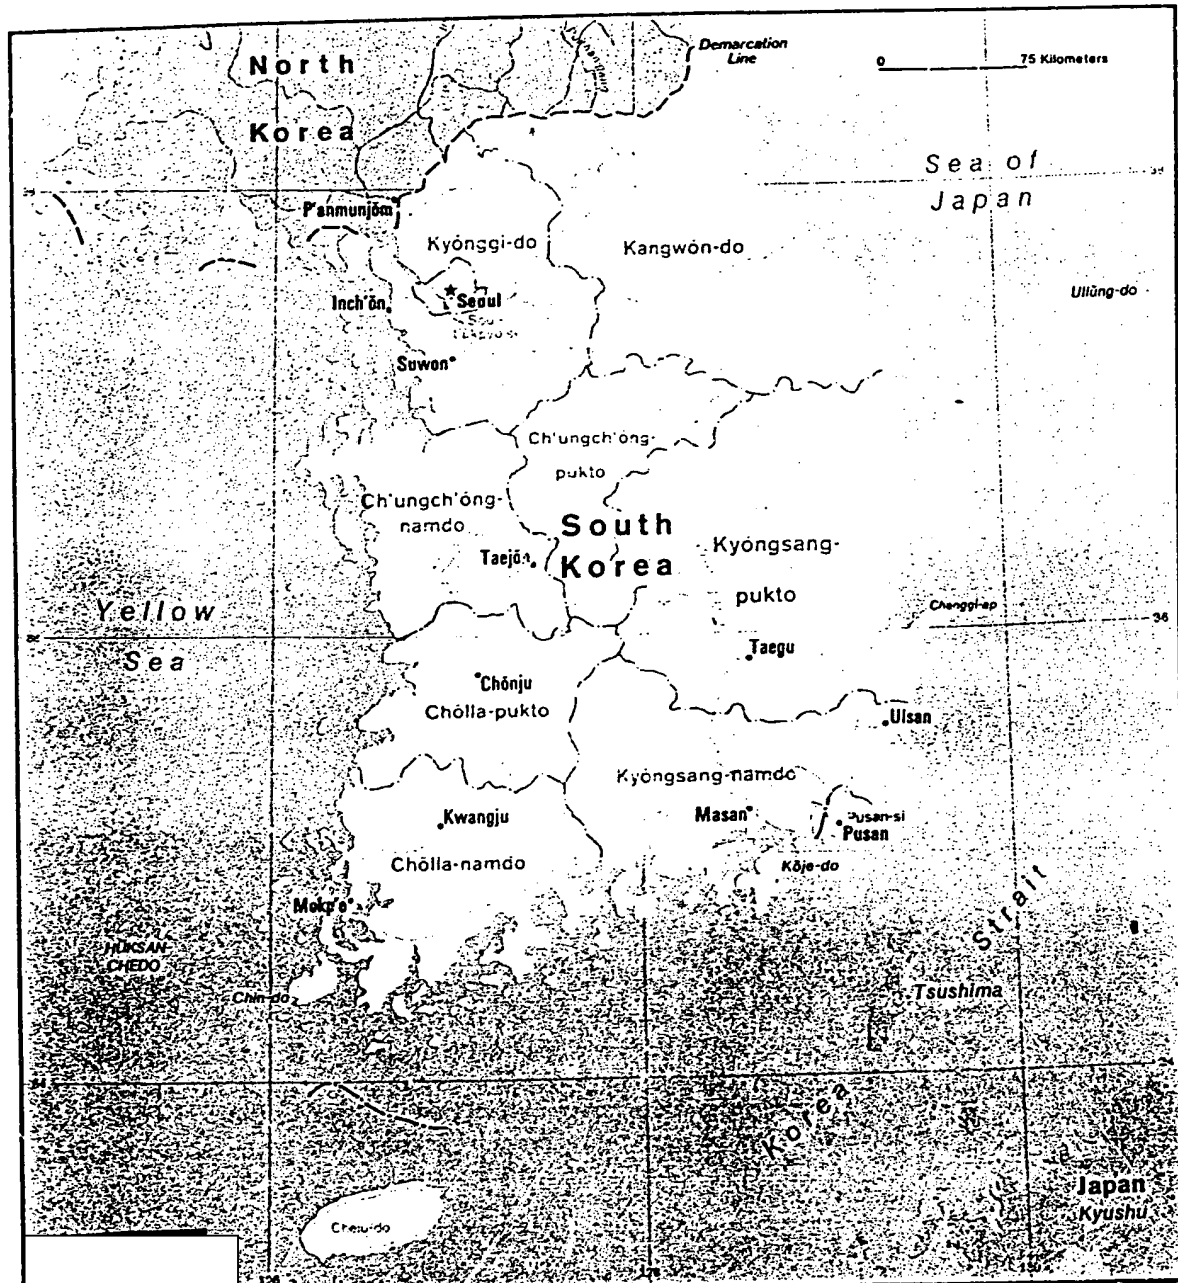 North
Korea
Demarcation
Line
0
75 Kilometers
Sea of
Japan
P'anmunjŏm
Kyŏnggi-do
Kangwŏn-do
Ullŭng-do
Inch'ŏn
Seoul
Suwon
Ch'ungch'ŏng-
pukto
Ch'ungch'ŏng-
namdo
South
Korea
Kyŏngsang-
pukto
Taejŏn
Yellow
Sea
Changgi-ap
36
Taegu
Chŏnju
Chŏlla-pukto
Ulsan
Kyŏngsang-namdo
Masan
Pusan-si
Pusan
Kwangju
Chŏlla-namdo
Kŏje-do
Mokp'o
HŬKSAN
CHEDO
Chin-do
Tsushima
Korea Strait
Japan
Kyushu
Cheju-do
126